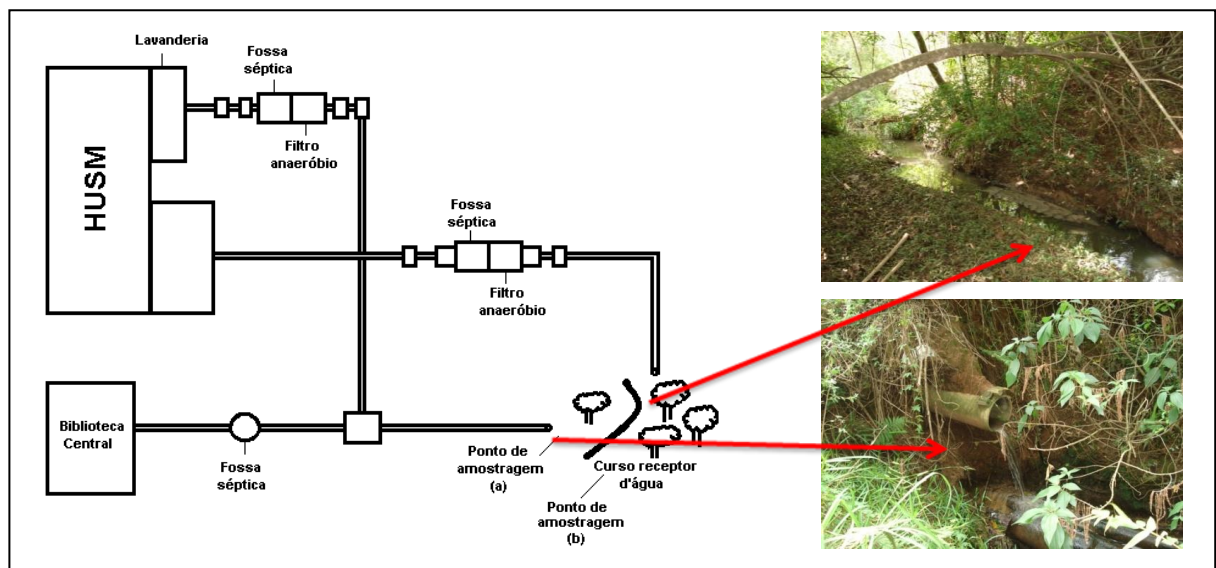 Lavanderia
Fossa
séptica
Filtro
anaeróbio
HUSM
Fossa
séptica
Filtro
anaeróbio
Biblioteca
Central
Fossa
séptica
Ponto de
amostragem
(a)
Curso receptor
d'água
Ponto de
amostragem
(b)